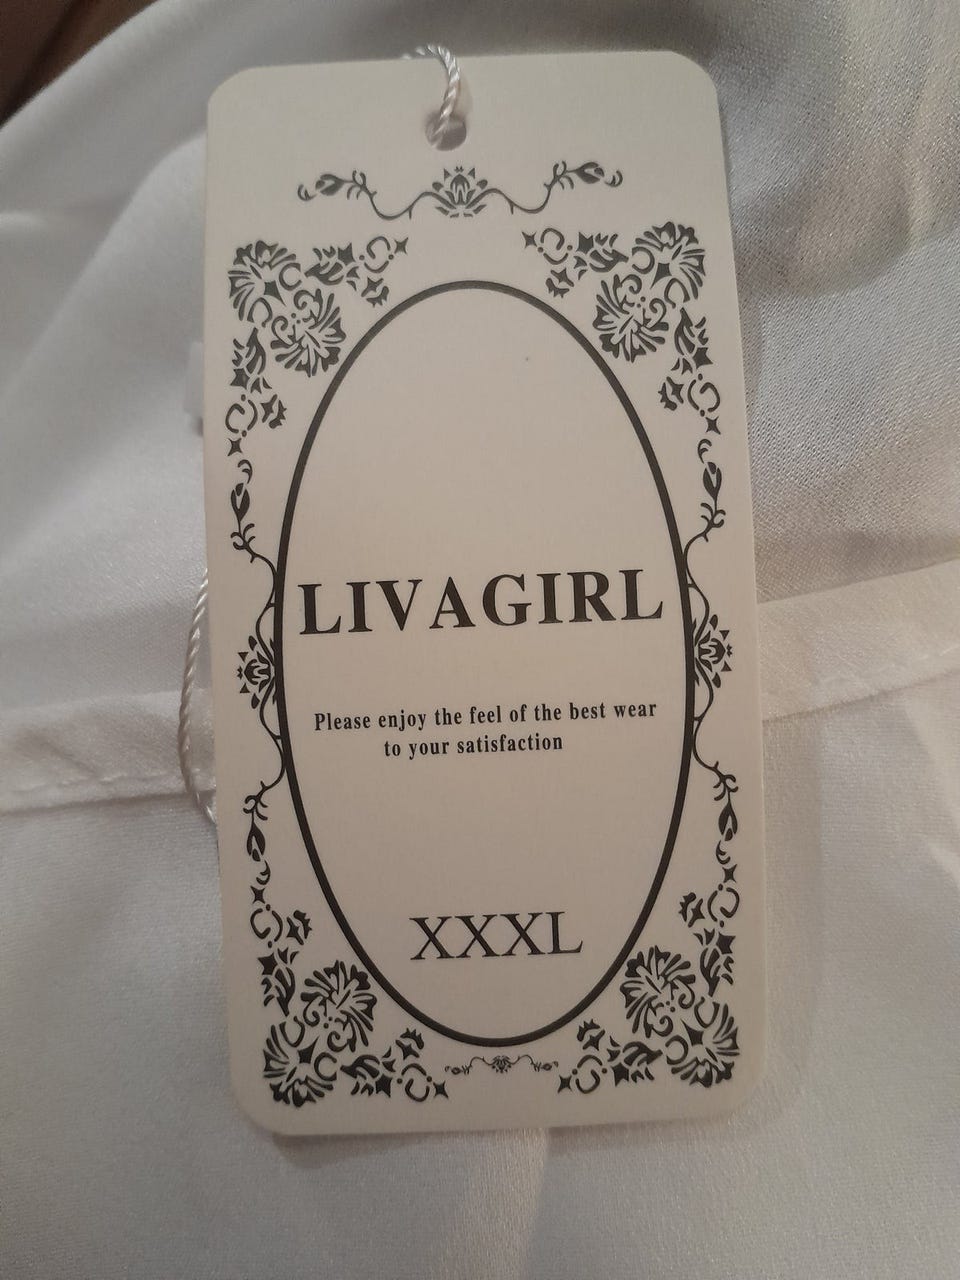 LIVAGIRL
Please enjoy the feel of the best wear
to your satisfaction
XXXL